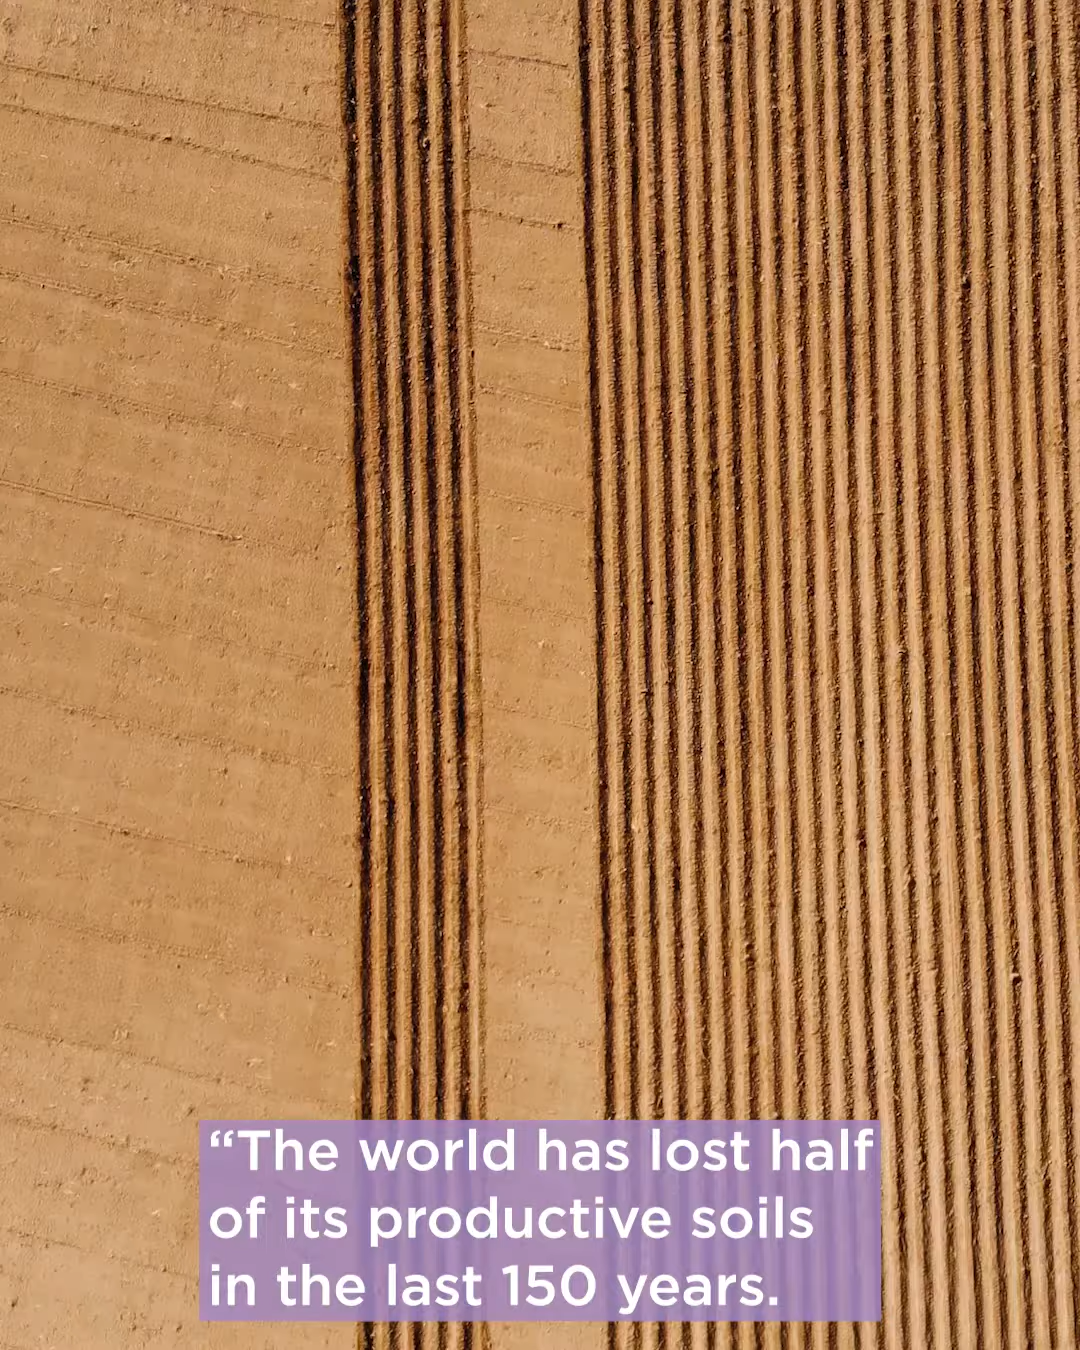 “The world has lost half
of its productive soils
in the last 150 years.